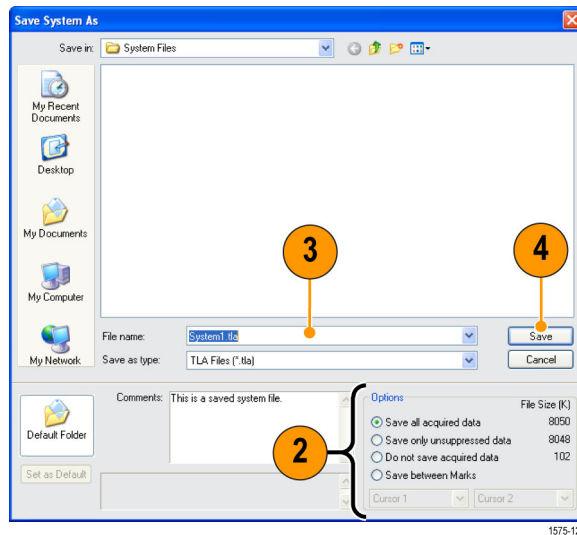 Save System As
Save in: System Files
My Recent
Documents
Desktop
My Documents
My Computer
My Network
3
4
File name: System1.tla Save
Save as type: TLA Files (*.tla) Cancel
Default Folder
Set as Default
Comments: This is a saved system file.
2
Options File Size (K)
Save all acquired data 8050
Save only unsuppressed data 8048
Do not save acquired data 102
Save between Marks
Cursor 1 Cursor 2